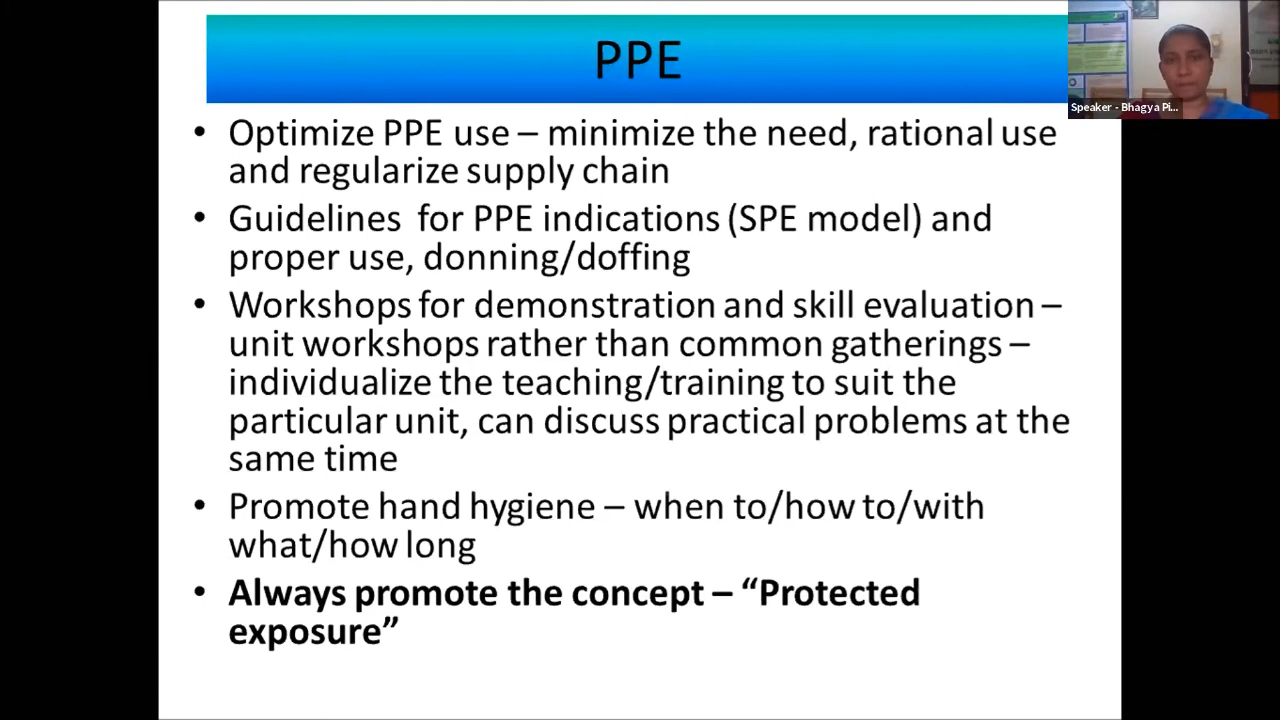 PPE
Speaker - Bhagya Pi...
• Optimize PPE use – minimize the need, rational use
and regularize supply chain
• Guidelines for PPE indications (SPE model) and
proper use, donning/doffing
• Workshops for demonstration and skill evaluation –
unit workshops rather than common gatherings –
individualize the teaching/training to suit the
particular unit, can discuss practical problems at the
same time
• Promote hand hygiene – when to/how to/with
what/how long
• Always promote the concept – “Protected
exposure”